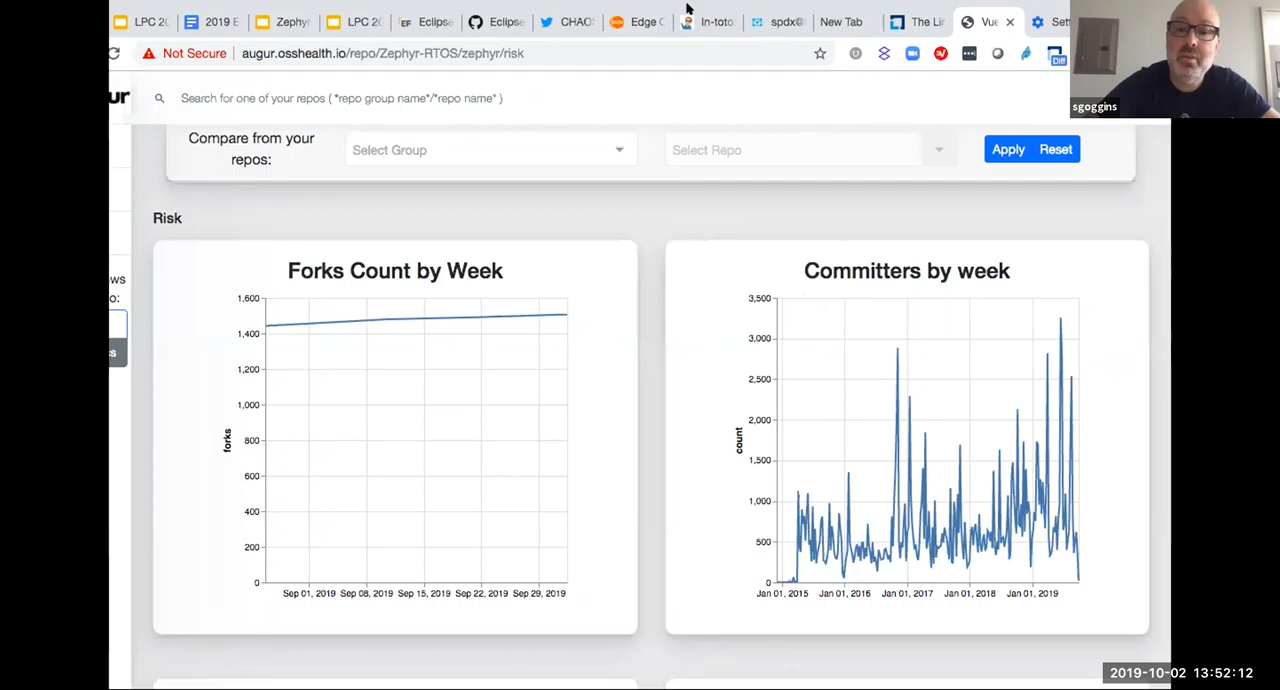 LPC 20
2019 E
Zephyr
LPC 20
Eclipse
Eclipse
CHAOS
Edge C
In-toto
spdx@
New Tab
The Lin
Vue
Sett
Not Secure
augur.osshealth.io/repo/Zephyr-RTOS/zephyr/risk
Diff
sgoggins
ur
Search for one of your repos ( *repo group name*/*repo name* )
Compare from your
repos:
Select Group
Select Repo
Apply
Reset
Risk
ws
o:
s
Forks Count by Week
1,600
1,400
1,200
1,000
800
600
400
200
0
forks
Sep 01, 2019 Sep 08, 2019 Sep 15, 2019 Sep 22, 2019 Sep 29, 2019
Committers by week
3,500
3,000
2,500
2,000
1,500
1,000
500
0
count
Jan 01, 2015 Jan 01, 2016 Jan 01, 2017 Jan 01, 2018 Jan 01, 2019
2019-10-02 13:52:12